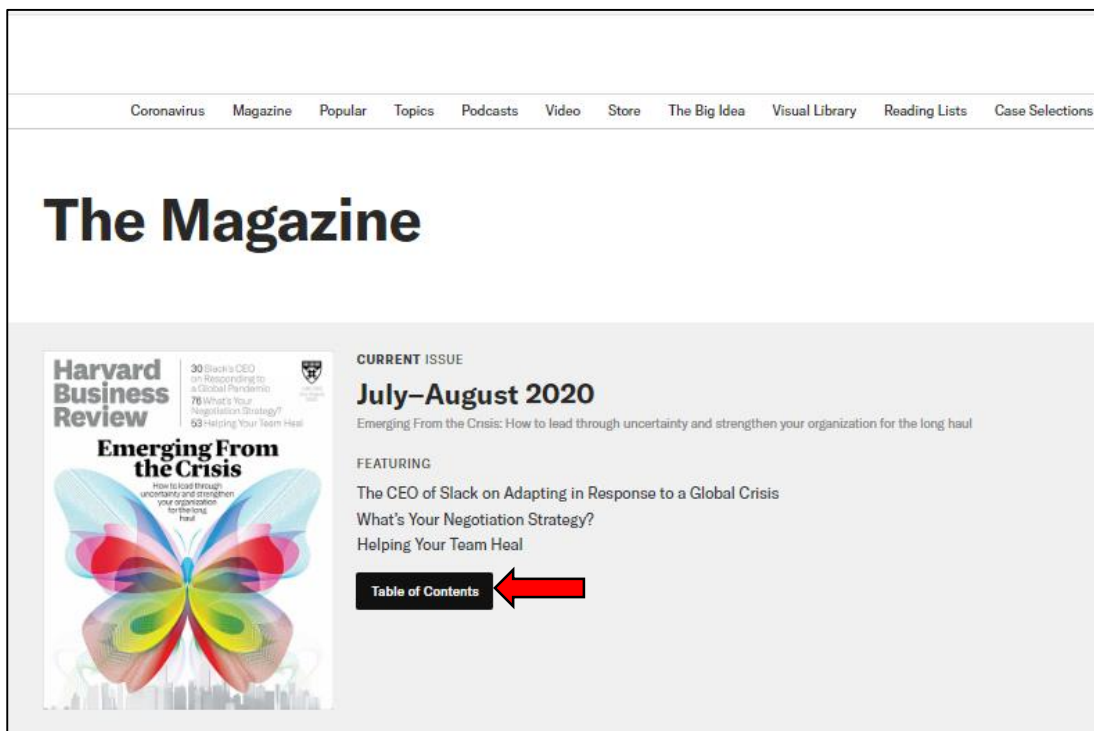 Coronavirus Magazine Popular Topics Podcasts Video Store The Big Idea Visual Library Reading Lists Case Selections
The Magazine
Harvard
Business
Review
30 Slack's CEO
on Responding to
a Global Pandemic
76 What's Your
Negotiation Strategy?
53 Helping Your Team Heal
Emerging From
the Crisis
How to lead through
uncertainty and strengthen
your organization
for the long
haul
CURRENT ISSUE
July–August 2020
Emerging From the Crisis: How to lead through uncertainty and strengthen your organization for the long haul
FEATURING
The CEO of Slack on Adapting in Response to a Global Crisis
What's Your Negotiation Strategy?
Helping Your Team Heal
Table of Contents